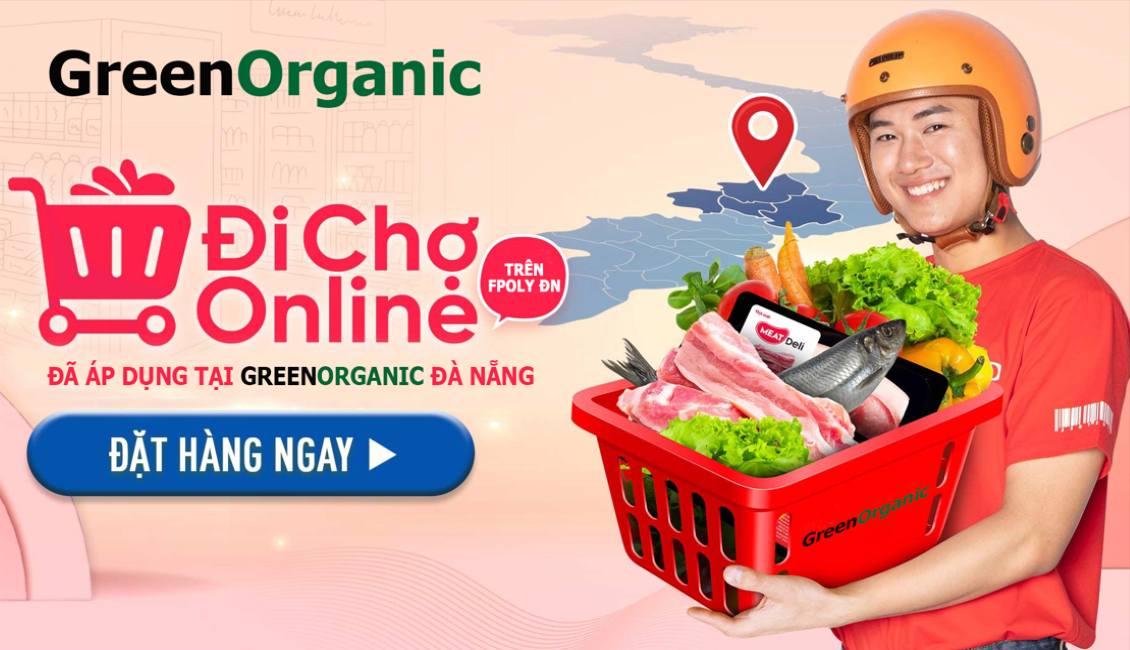 GreenOrganic
Đi Chợ
Online
TRÊN
FPOLY ĐN
ĐÃ ÁP DỤNG TẠI GREENORGANIC ĐÀ NẴNG
ĐẶT HÀNG NGAY
MEAT Deli
GreenOrganic